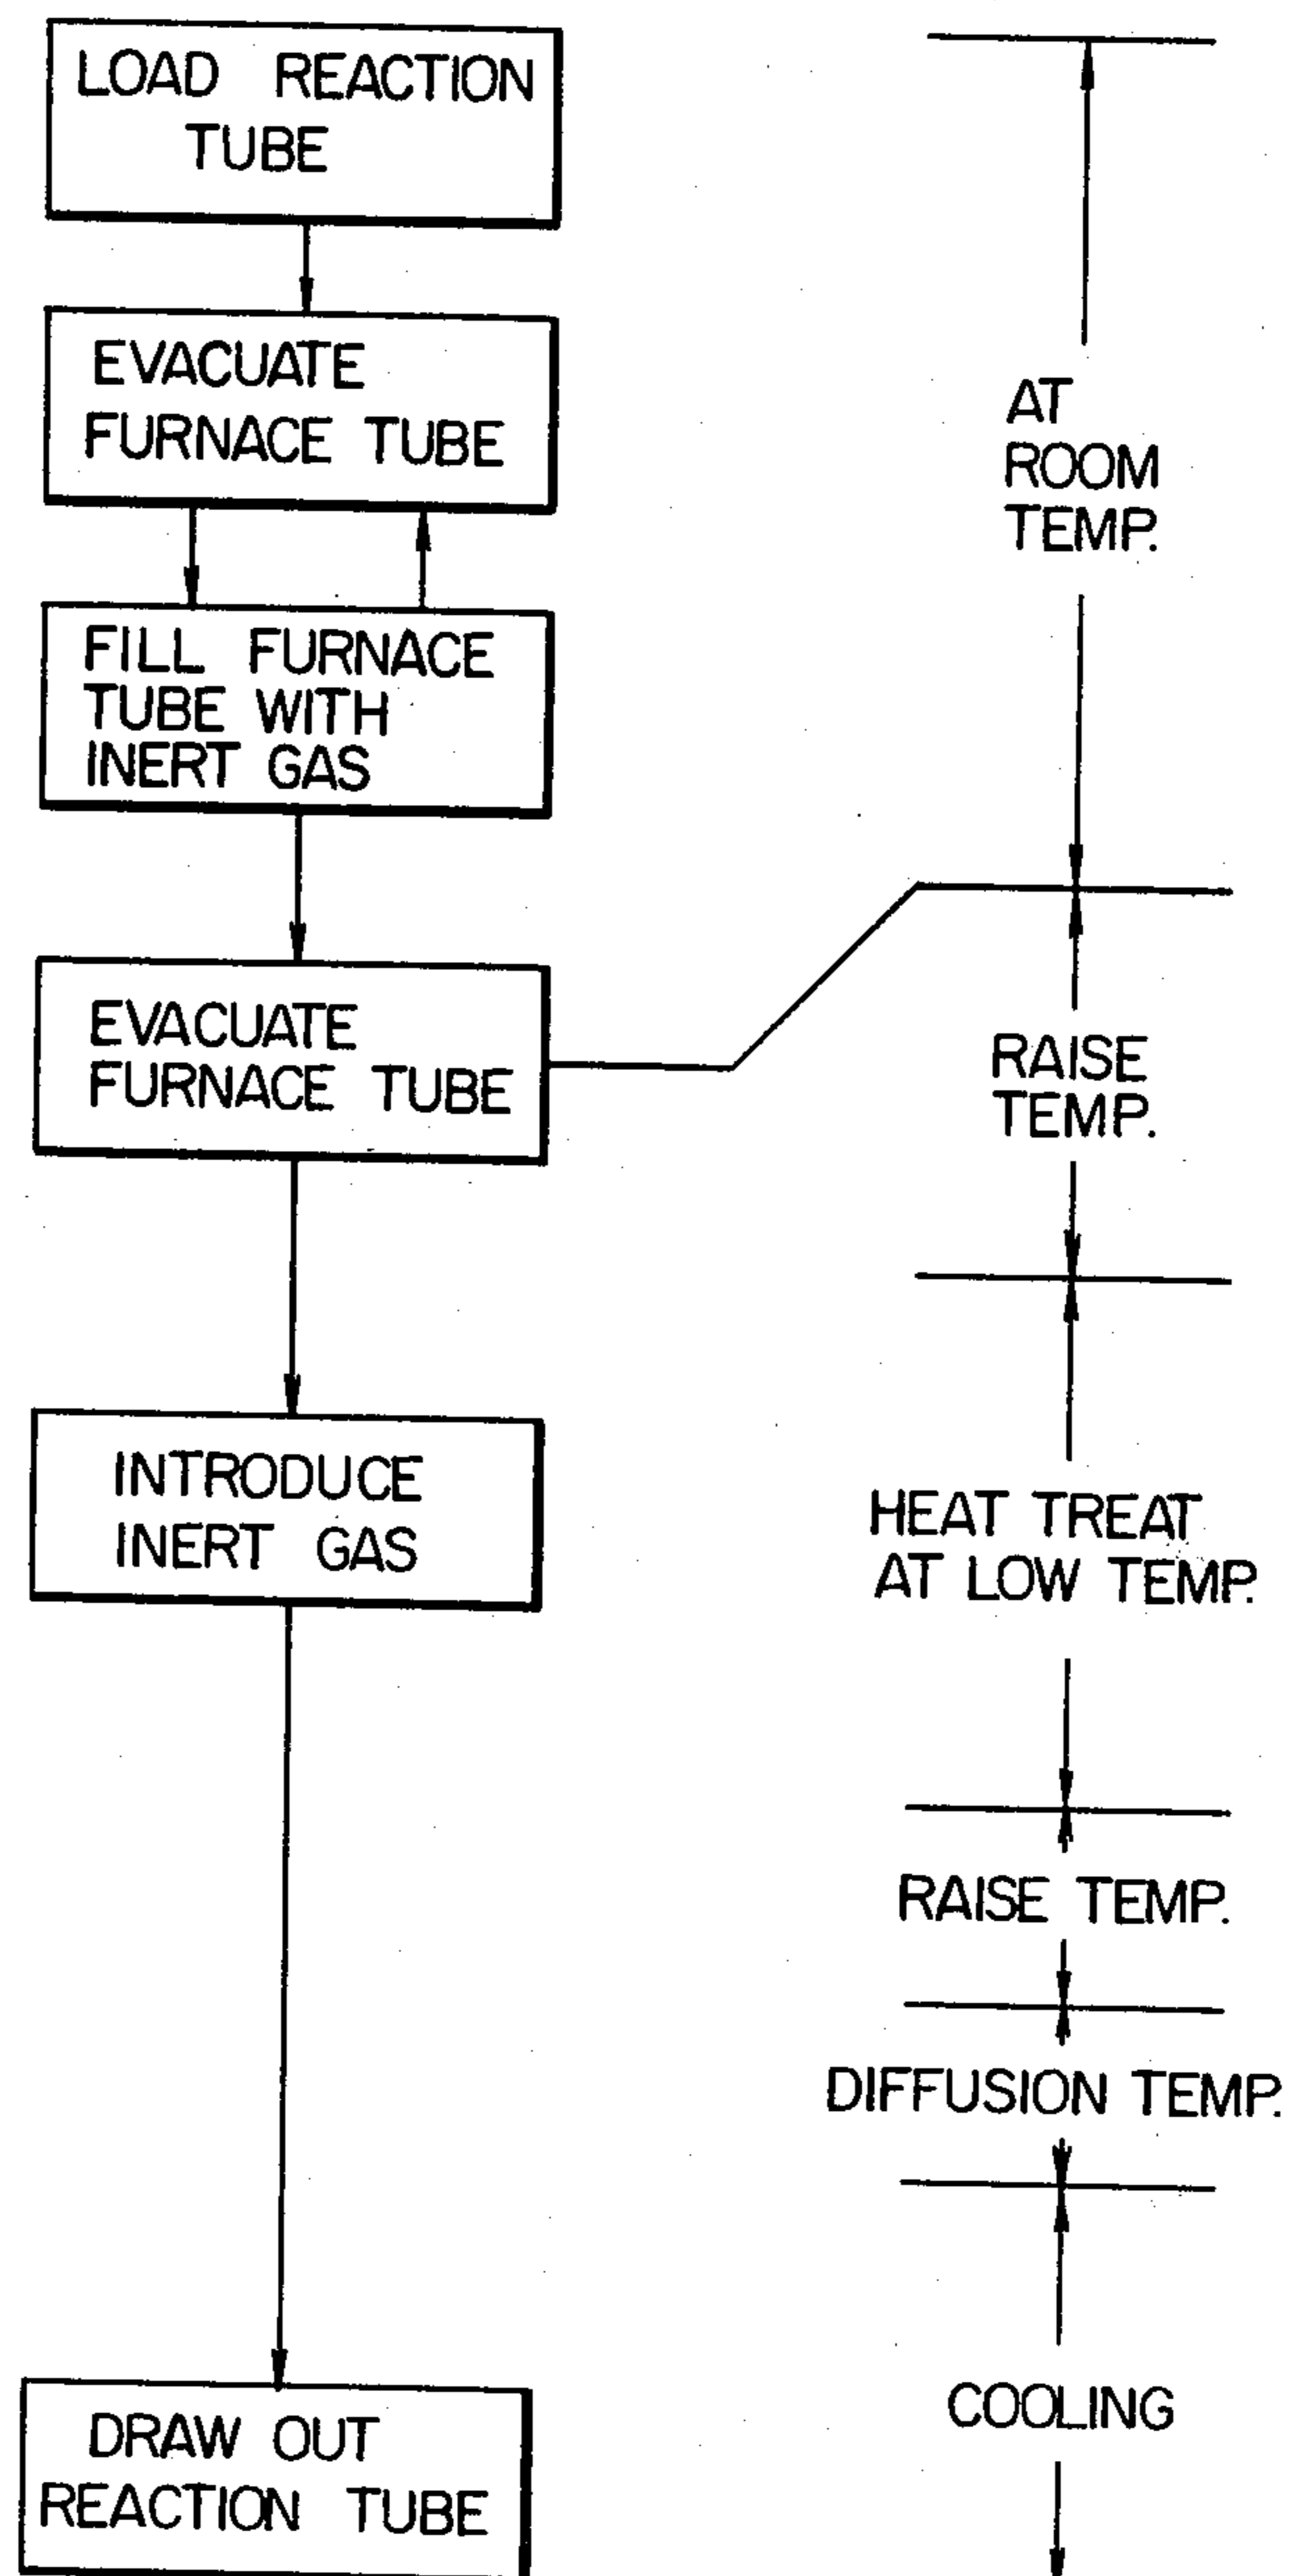 LOAD REACTION
TUBE
EVACUATE
FURNACE TUBE
FILL FURNACE
TUBE WITH
INERT GAS
EVACUATE
FURNACE TUBE
INTRODUCE
INERT GAS
DRAW OUT
REACTION TUBE
AT
ROOM
TEMP.
RAISE
TEMP.
HEAT TREAT
AT LOW TEMP.
RAISE TEMP.
DIFFUSION TEMP.
COOLING